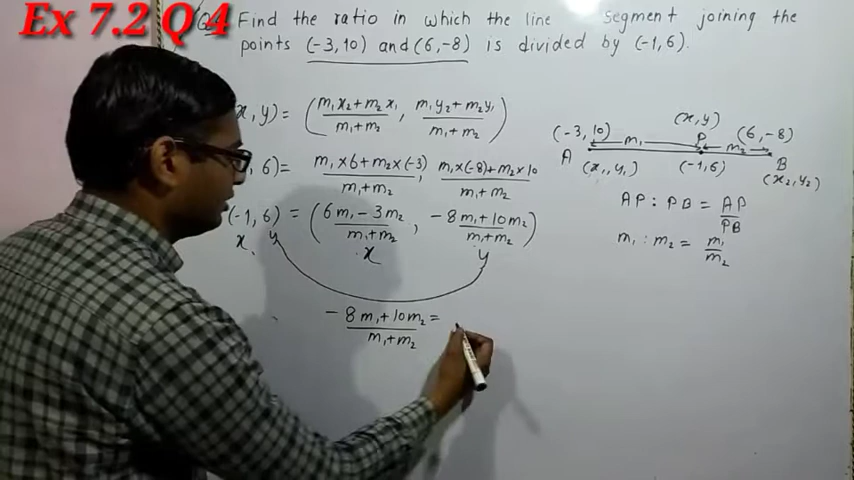 Ex 7.2 Q 4
Find the ratio in which the line segment joining the
points (-3, 10) and (6, -8) is divided by (-1, 6).
x, y) = (m₁x₂+m₂x₁/m₁+m₂, m₁y₂+m₂y₁/m₁+m₂)
, 6) = m₁×6+m₂×(-3)/m₁+m₂, m₁×(-8)+m₂×10/m₁+m₂
(-1, 6) = (6m₁-3m₂/m₁+m₂, -8m₁+10m₂/m₁+m₂)
x y x y
-8m₁+10m₂/m₁+m₂ =
(x, y)
(-3, 10) m₁ P m₂ (6, -8)
A (x₁, y₁) (-1, 6) B
(x₂, y₂)
AP : PB = AP/PB
m₁ : m₂ = m₁/m₂